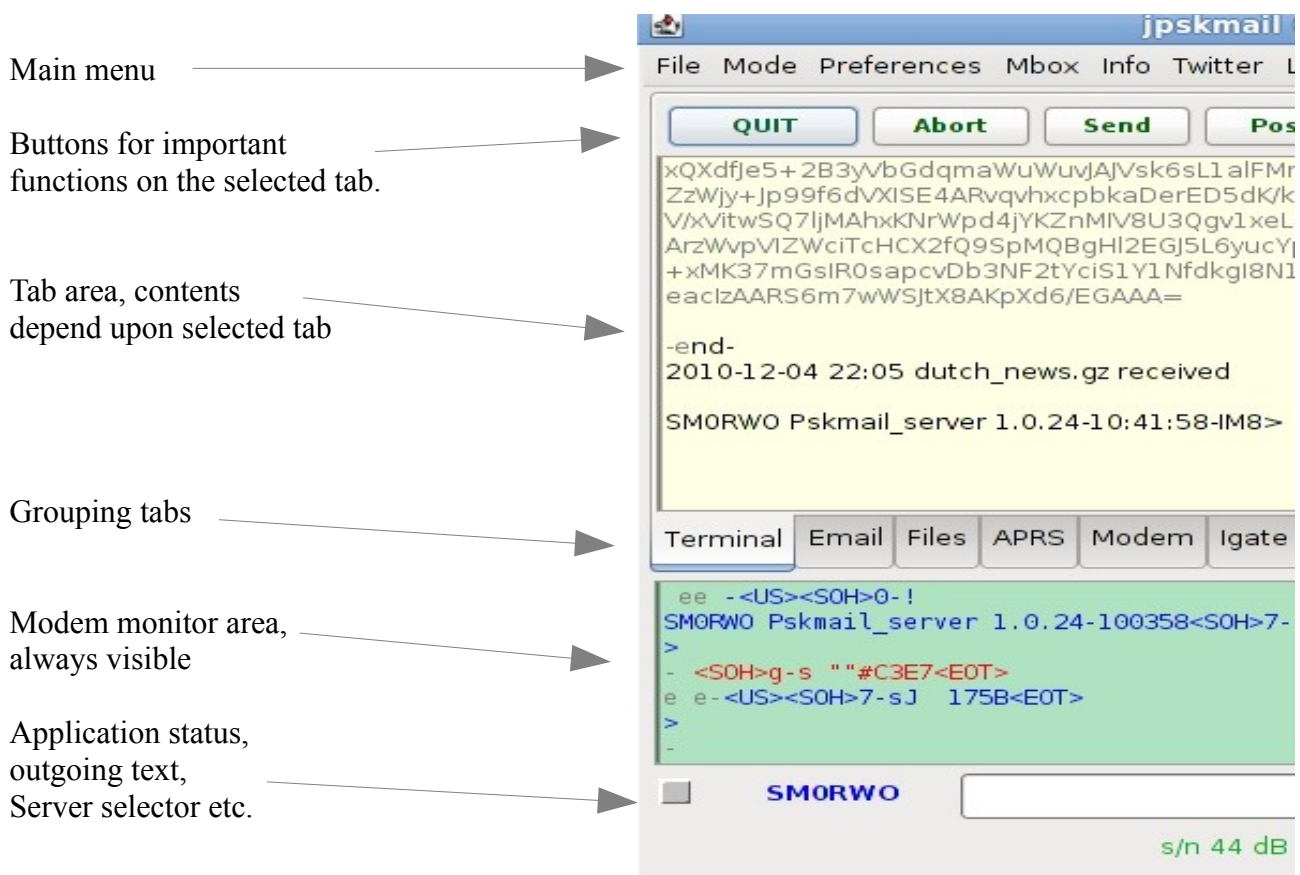 jpskmail
Main menu
File Mode Preferences Mbox Info Twitter L
QUIT Abort Send Pos
Buttons for important
functions on the selected tab.
xQXdfJe5+2B3yVbGdqmaWuWuvJAJVsk6sL1alFMr
ZzWjy+Jp99f6dVXISE4ARvqvhxcpbkaDerED5dK/k
V/xVitwSQ7ljMAhxKNrWpd4jYKZnMIV8U3Qgv1xeL
ArzWvpVIZWciTcHCX2fQ9SpMQBgHl2EGJ5L6yucYp
+xMK37mGsIR0sapcvDb3NF2tYciS1Y1NfdkgI8N1
eacIzAARS6m7wWSJtX8AKpXd6/EGAAA=
Tab area, contents
depend upon selected tab
-end-
2010-12-04 22:05 dutch_news.gz received
SM0RWO Pskmail_server 1.0.24-10:41:58-IM8>
Grouping tabs
Terminal Email Files APRS Modem Igate
Modem monitor area,
always visible
ee -<US><SOH>0-!
SM0RWO Pskmail_server 1.0.24-100358<SOH>7-
>
- <SOH>g-s ""#C3E7<EOT>
e e-<US><SOH>7-sJ 175B<EOT>
>
-
Application status,
outgoing text,
Server selector etc.
SM0RWO
s/n 44 dB